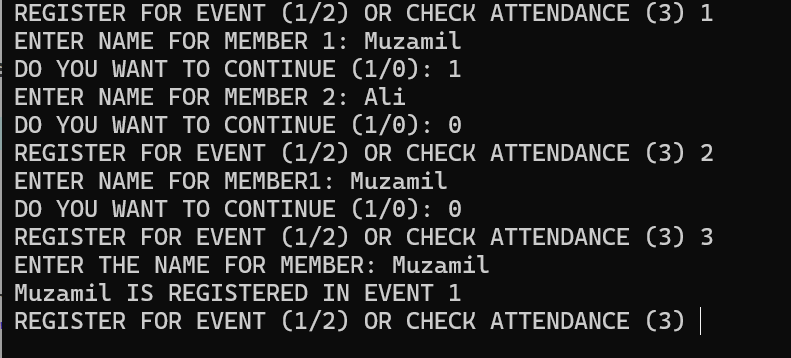 REGISTER FOR EVENT (1/2) OR CHECK ATTENDANCE (3) 1
ENTER NAME FOR MEMBER 1: Muzamil
DO YOU WANT TO CONTINUE (1/0): 1
ENTER NAME FOR MEMBER 2: Ali
DO YOU WANT TO CONTINUE (1/0): 0
REGISTER FOR EVENT (1/2) OR CHECK ATTENDANCE (3) 2
ENTER NAME FOR MEMBER1: Muzamil
DO YOU WANT TO CONTINUE (1/0): 0
REGISTER FOR EVENT (1/2) OR CHECK ATTENDANCE (3) 3
ENTER THE NAME FOR MEMBER: Muzamil
Muzamil IS REGISTERED IN EVENT 1
REGISTER FOR EVENT (1/2) OR CHECK ATTENDANCE (3)